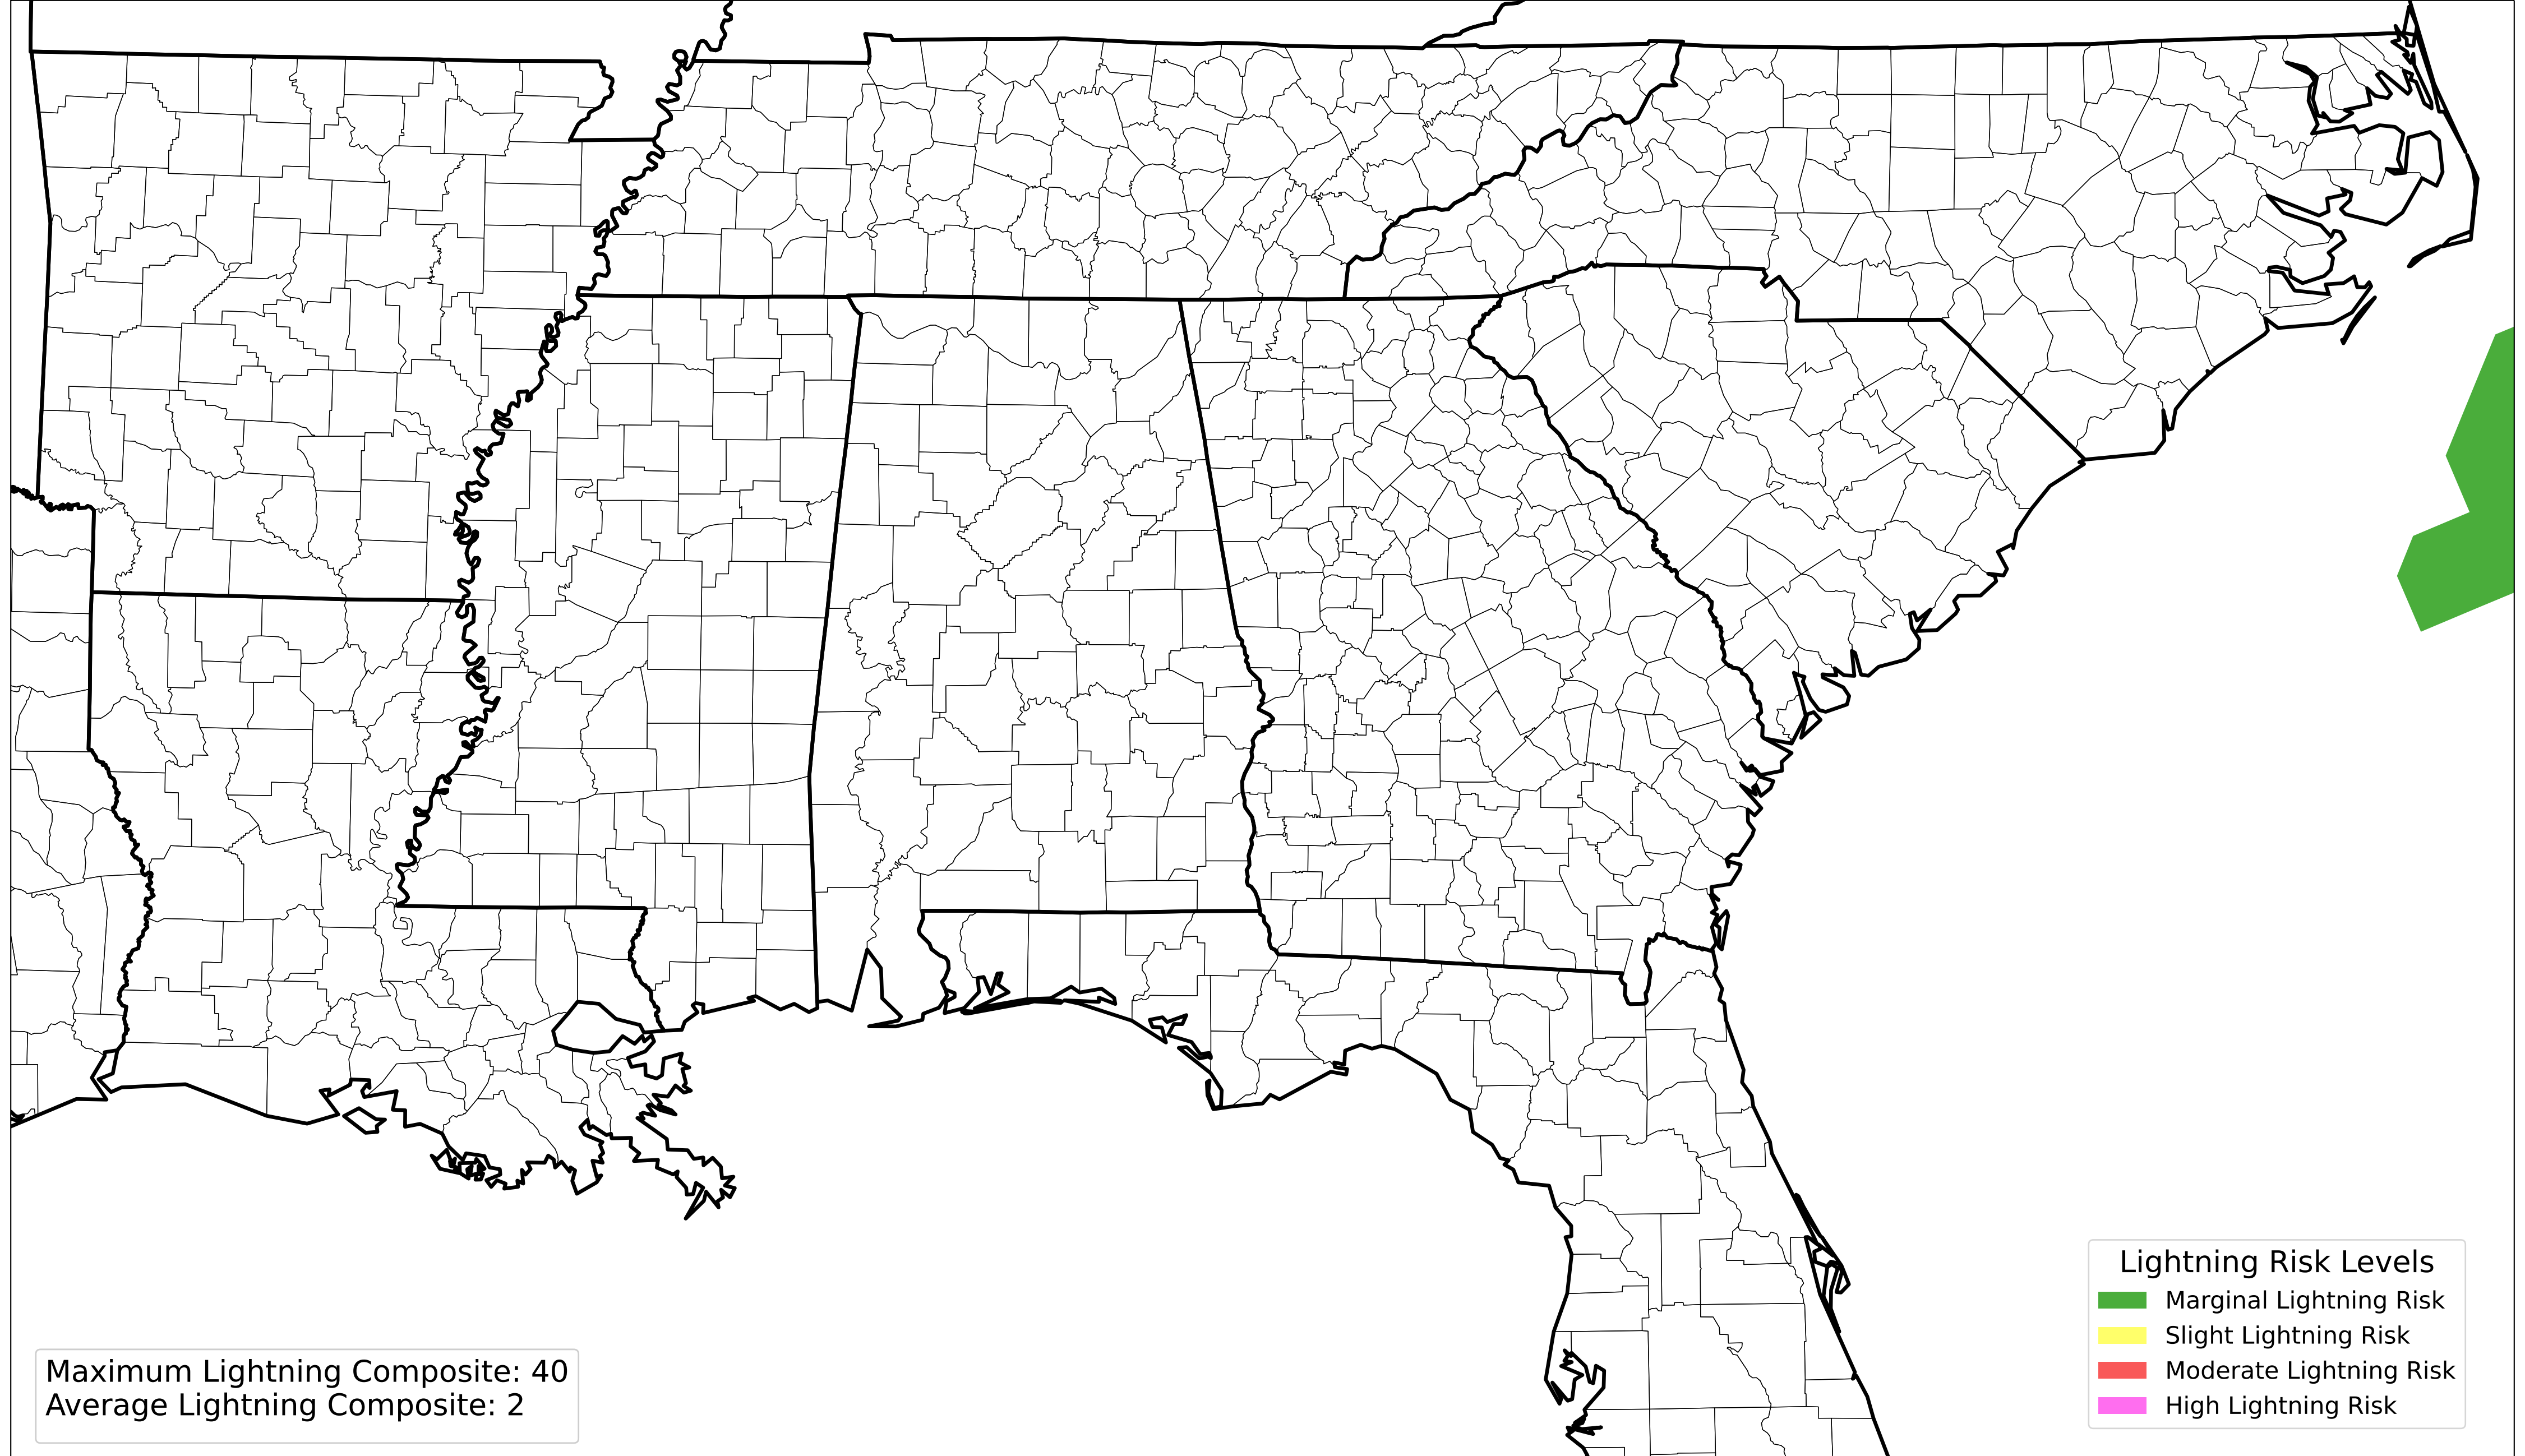 Maximum Lightning Composite: 40
Average Lightning Composite: 2
Lightning Risk Levels
Marginal Lightning Risk
Slight Lightning Risk
Moderate Lightning Risk
High Lightning Risk